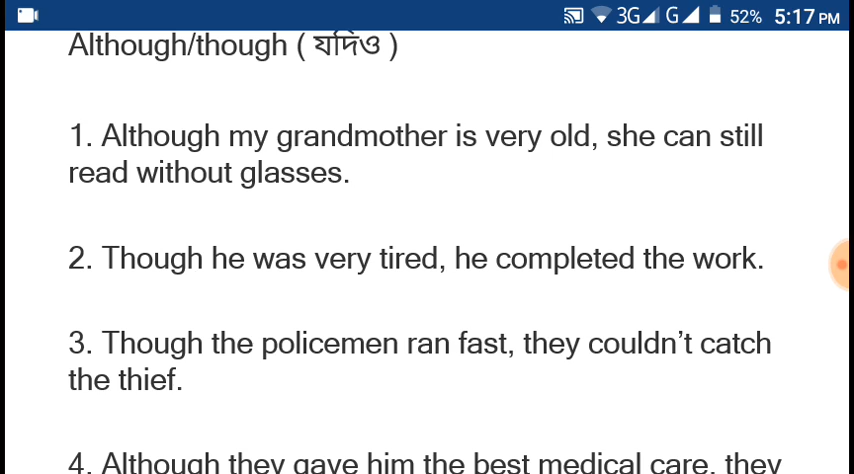 3G G 52% 5:17 PM
Although/though ( যদিও )
1. Although my grandmother is very old, she can still
read without glasses.
2. Though he was very tired, he completed the work.
3. Though the policemen ran fast, they couldn’t catch
the thief.
4. Although they gave him the best medical care, they